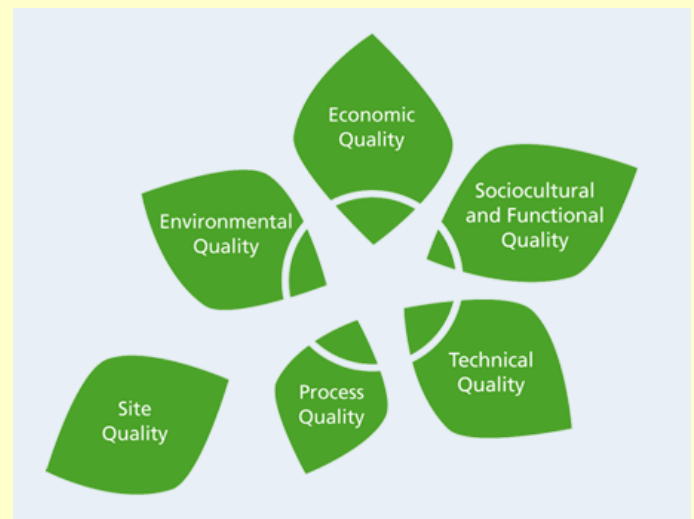 Economic
Quality
Sociocultural
and Functional
Quality
Environmental
Quality
Technical
Quality
Process
Quality
Site
Quality